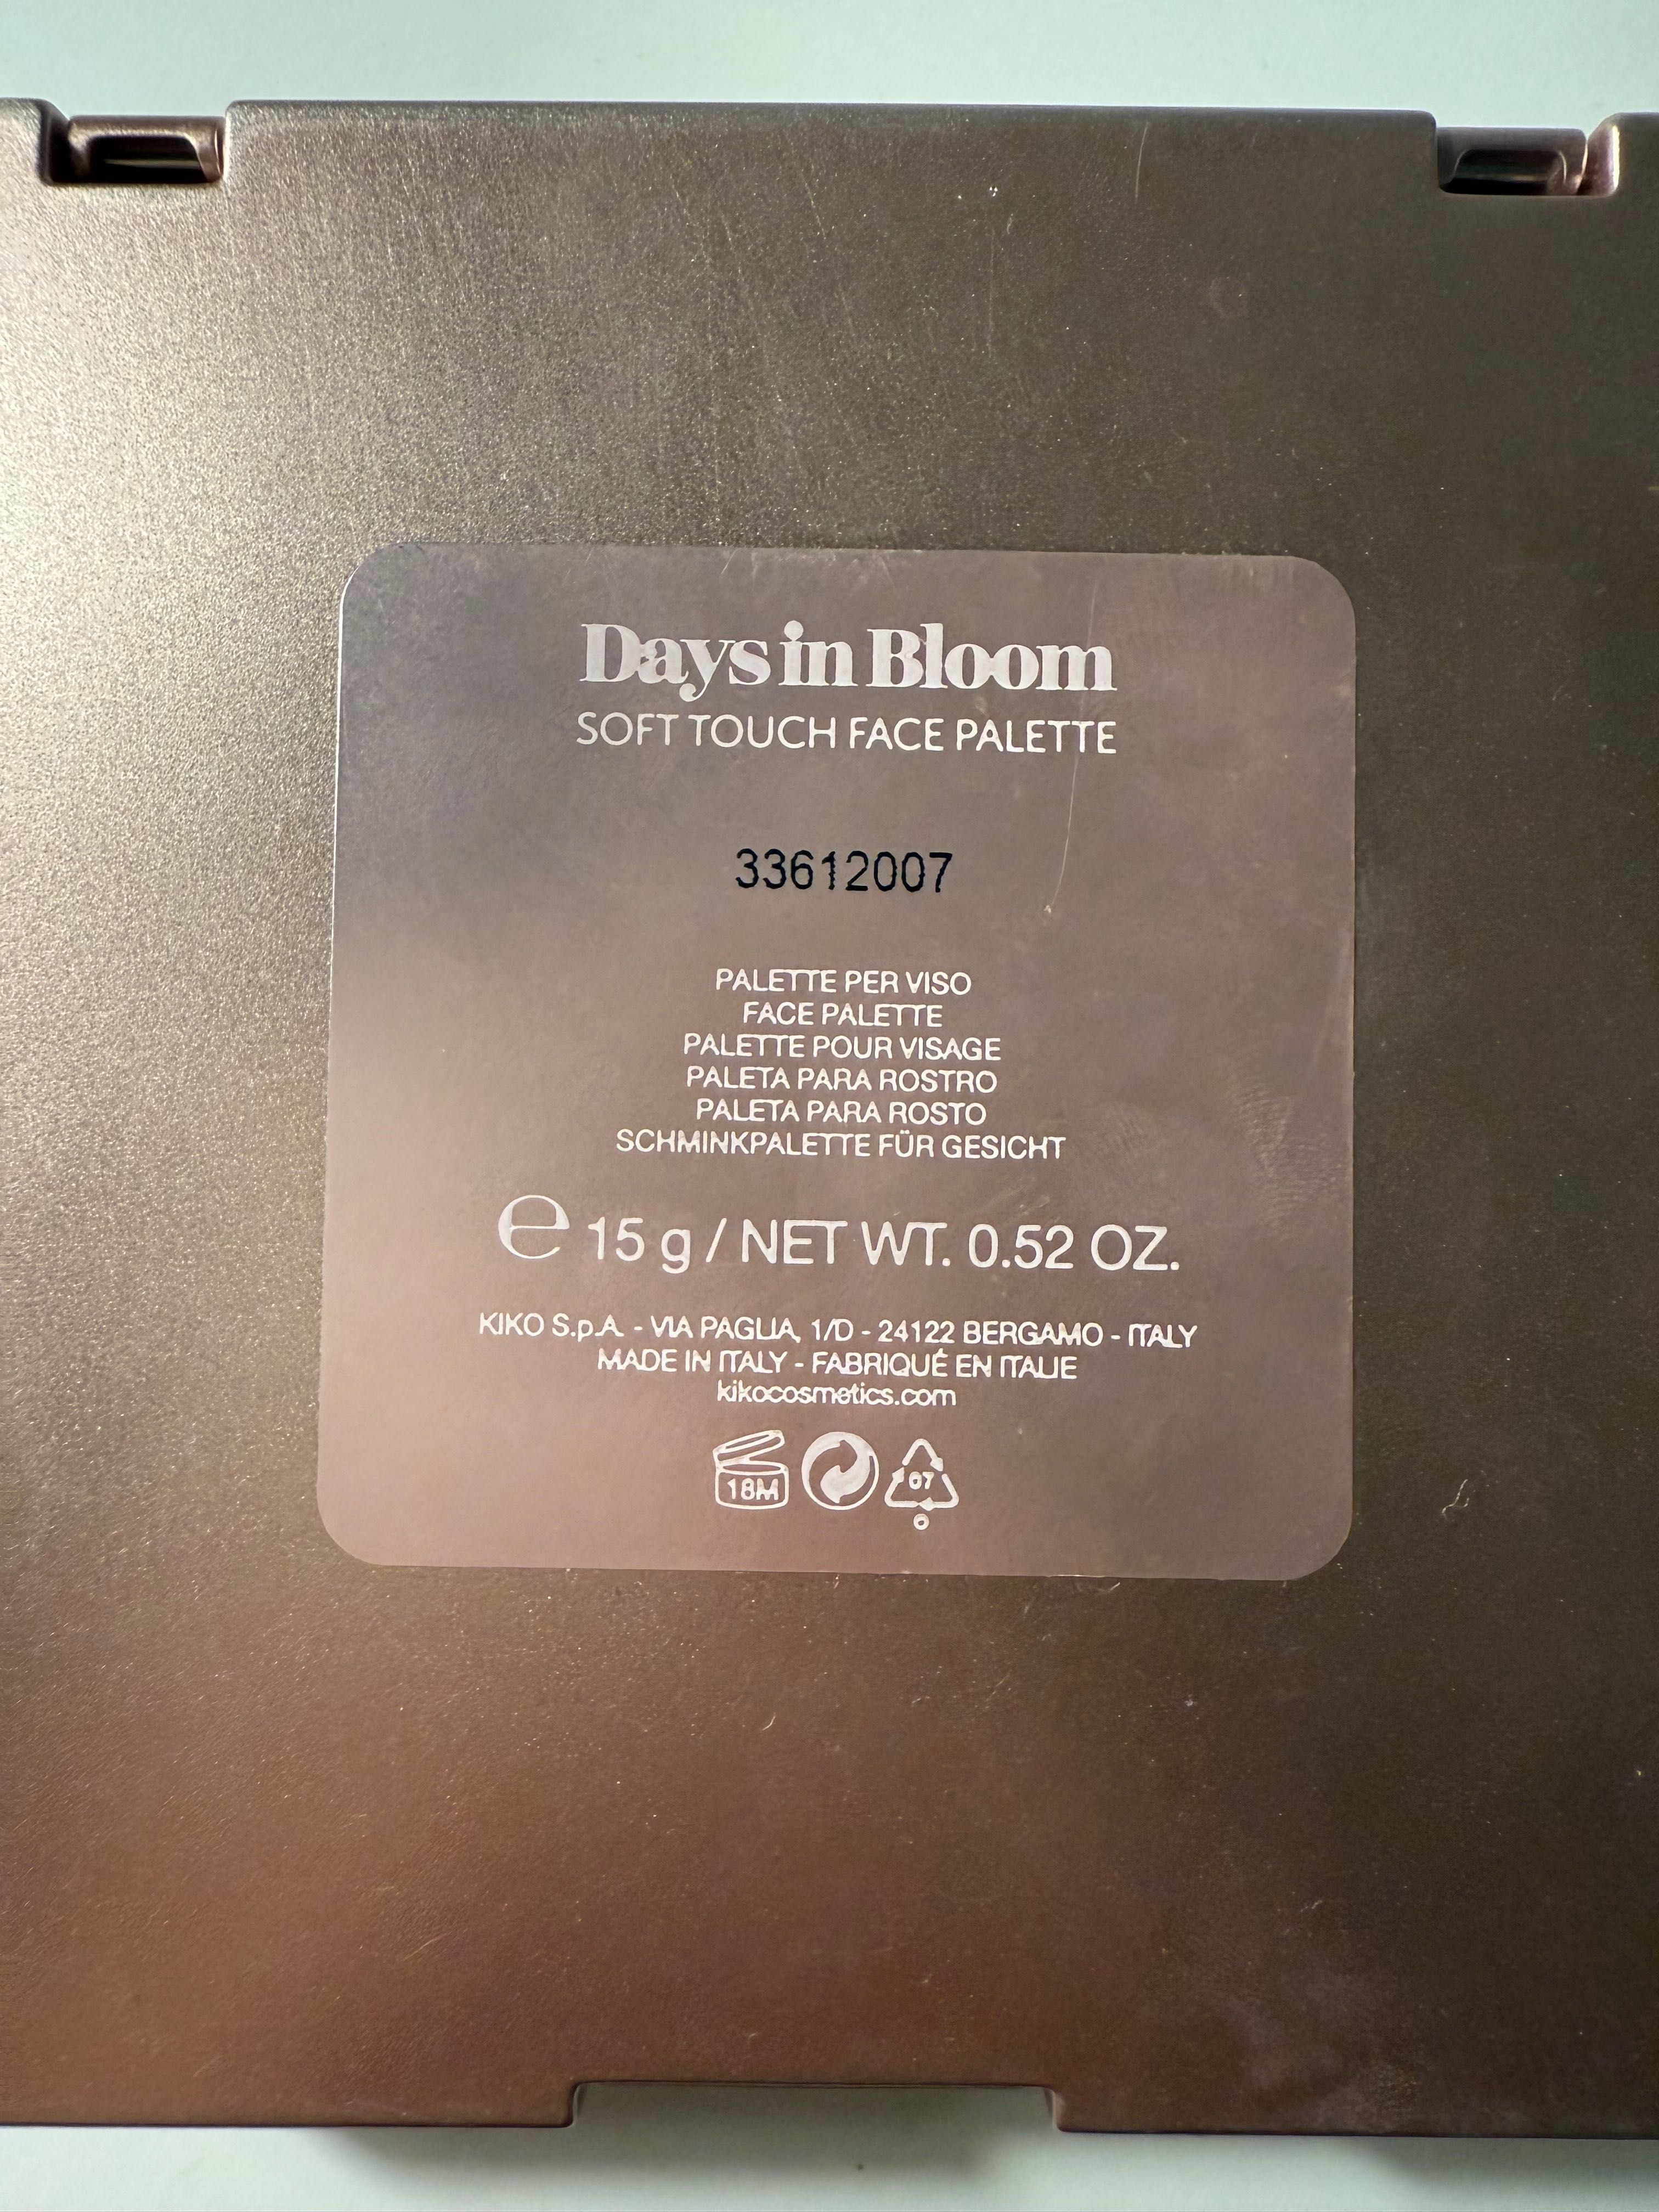 Days in Bloom
SOFT TOUCH FACE PALETTE
33612007
PALETTE PER VISO
FACE PALETTE
PALETTE POUR VISAGE
PALETA PARA ROSTRO
PALETA PARA ROSTO
SCHMINKPALETTE FÜR GESICHT
e 15 g / NET WT. 0.52 OZ.
KIKO S.p.A. - VIA PAGLIA, 1/D - 24122 BERGAMO - ITALY
MADE IN ITALY - FABRIQUÉ EN ITALIE
kikocosmetics.com
18M 07
O